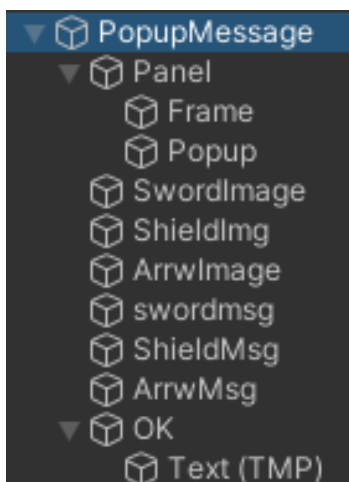 PopupMessage
Panel
Frame
Popup
SwordImage
ShieldImg
ArrwImage
swordmsg
ShieldMsg
ArrwMsg
OK
Text (TMP)